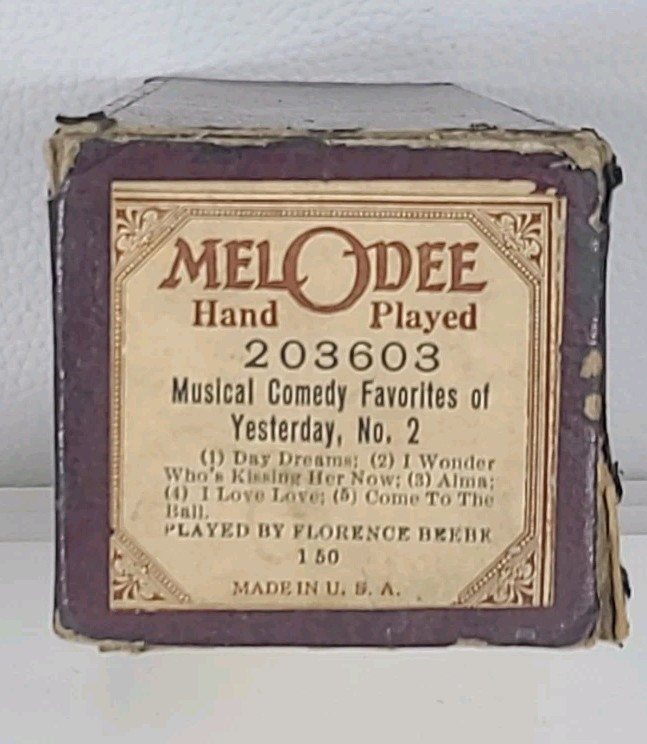 MELODEE
Hand Played
203603
Musical Comedy Favorites of
Yesterday, No. 2
(1) Day Dreams; (2) I Wonder
Who's Kissing Her Now; (3) Alma;
(4) I Love Love; (5) Come To The
Ball.
PLAYED BY FLORENCE BEEBE
1 50
MADE IN U. S. A.